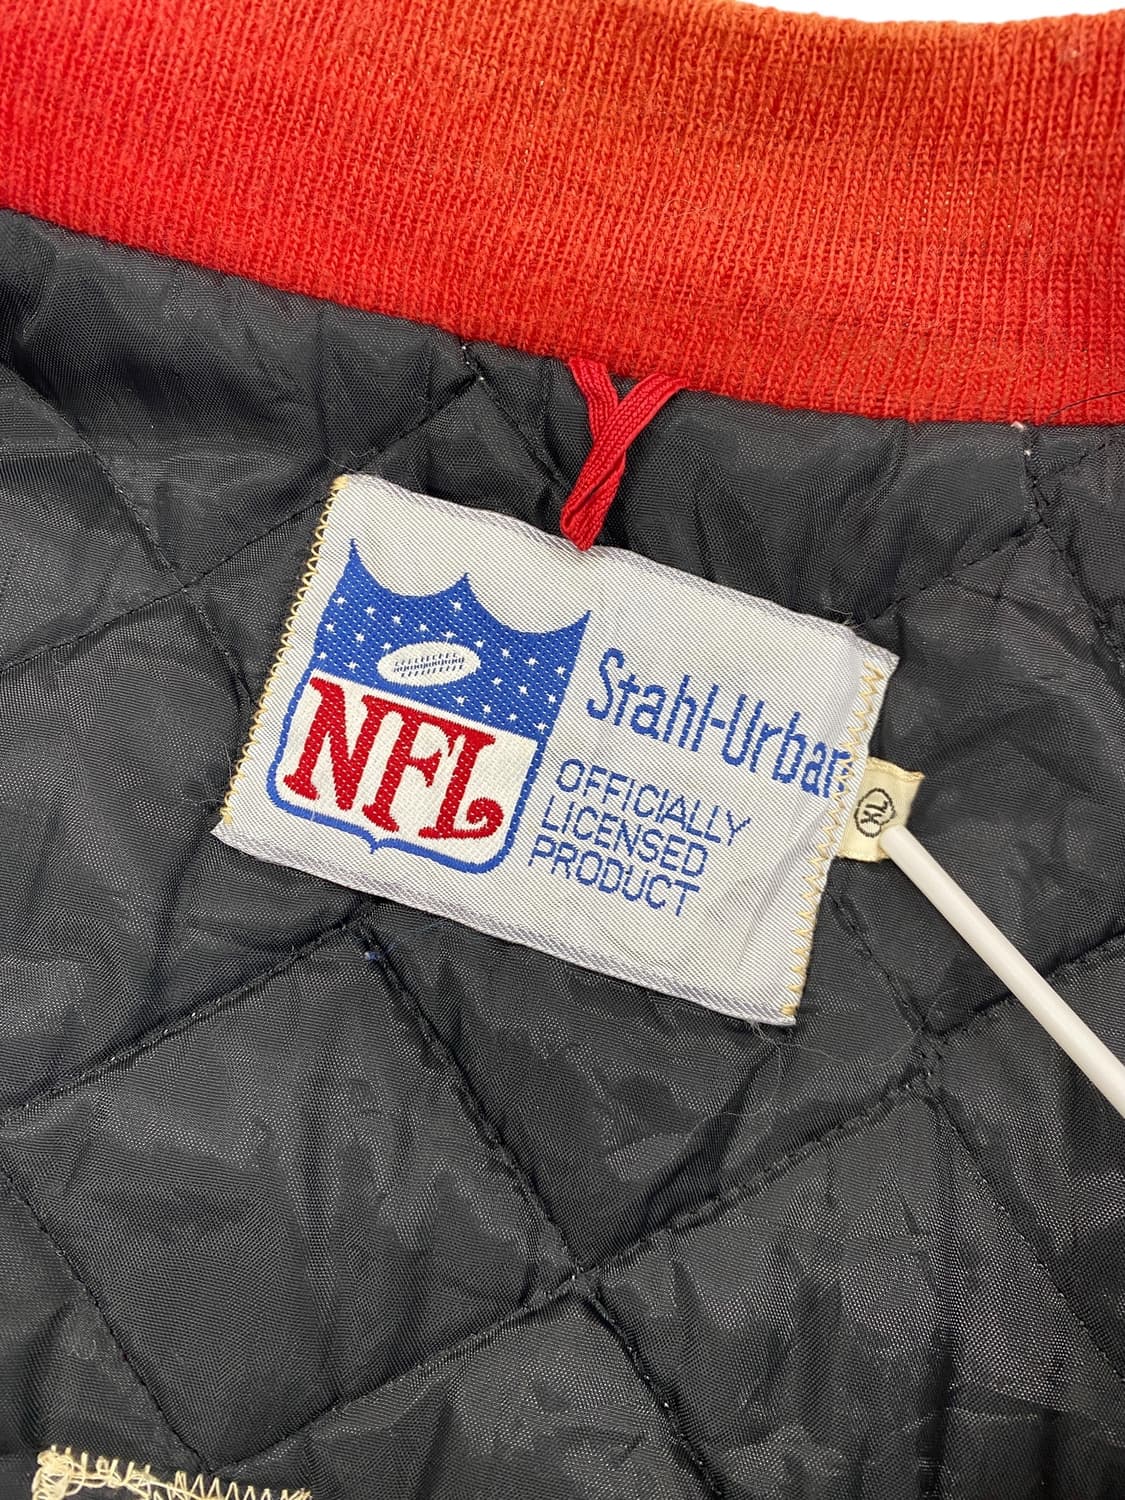 NFL
Stahl-Urban
OFFICIALLY
LICENSED
PRODUCT
XL